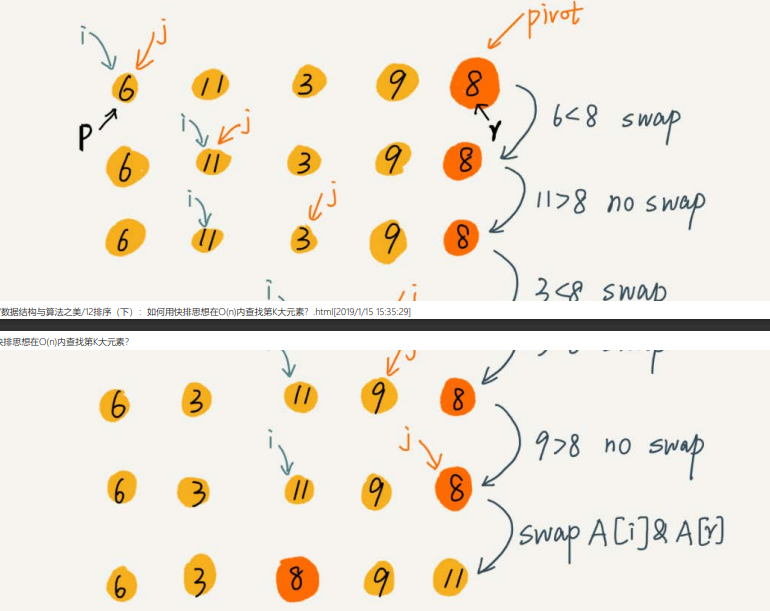 pivot
i j
6 11 3 9 8
p r
6<8 swap
i j
6 11 3 9 8
11>8 no swap
i j
6 11 3 9 8
3<8 swap
i j
数据结构与算法之美/12排序（下）：如何用快排思想在O(n)内查找第K大元素？.html[2019/1/15 15:35:29]
快排思想在O(n)内查找第K大元素？
j
6 3 11 9 8
9>8 no swap
i j
6 3 11 9 8
swap A[i]&A[r]
6 3 8 9 11